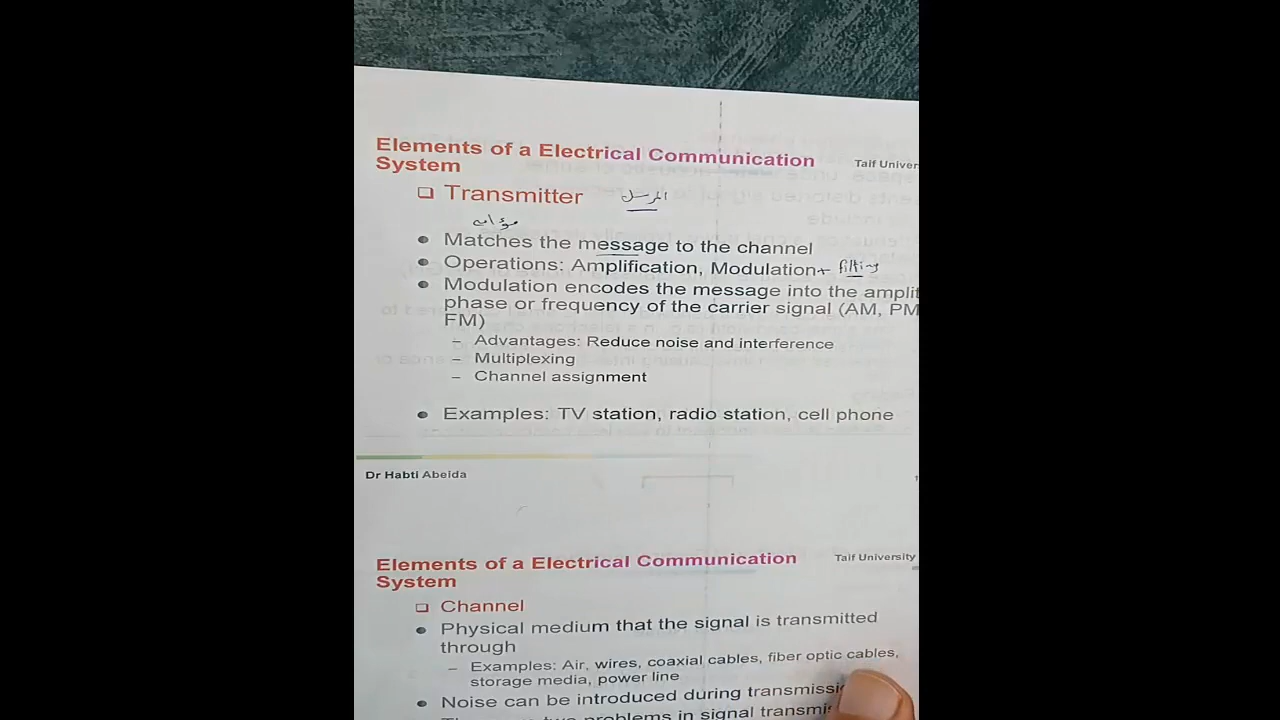 Elements of a Electrical Communication
System
Taif Univer
Transmitter المرسل
Matches the message to the channel
Operations: Amplification, Modulation+
Modulation encodes the message into the amplit
phase or frequency of the carrier signal (AM, PM
FM)
– Advantages: Reduce noise and interference
– Multiplexing
– Channel assignment
Examples: TV station, radio station, cell phone
Dr Habti Abeida
Elements of a Electrical Communication
System
Taif University
Channel
Physical medium that the signal is transmitted
through
– Examples: Air, wires, coaxial cables, fiber optic cables,
storage media, power line
Noise can be introduced during transmissi
problems in signal transmis